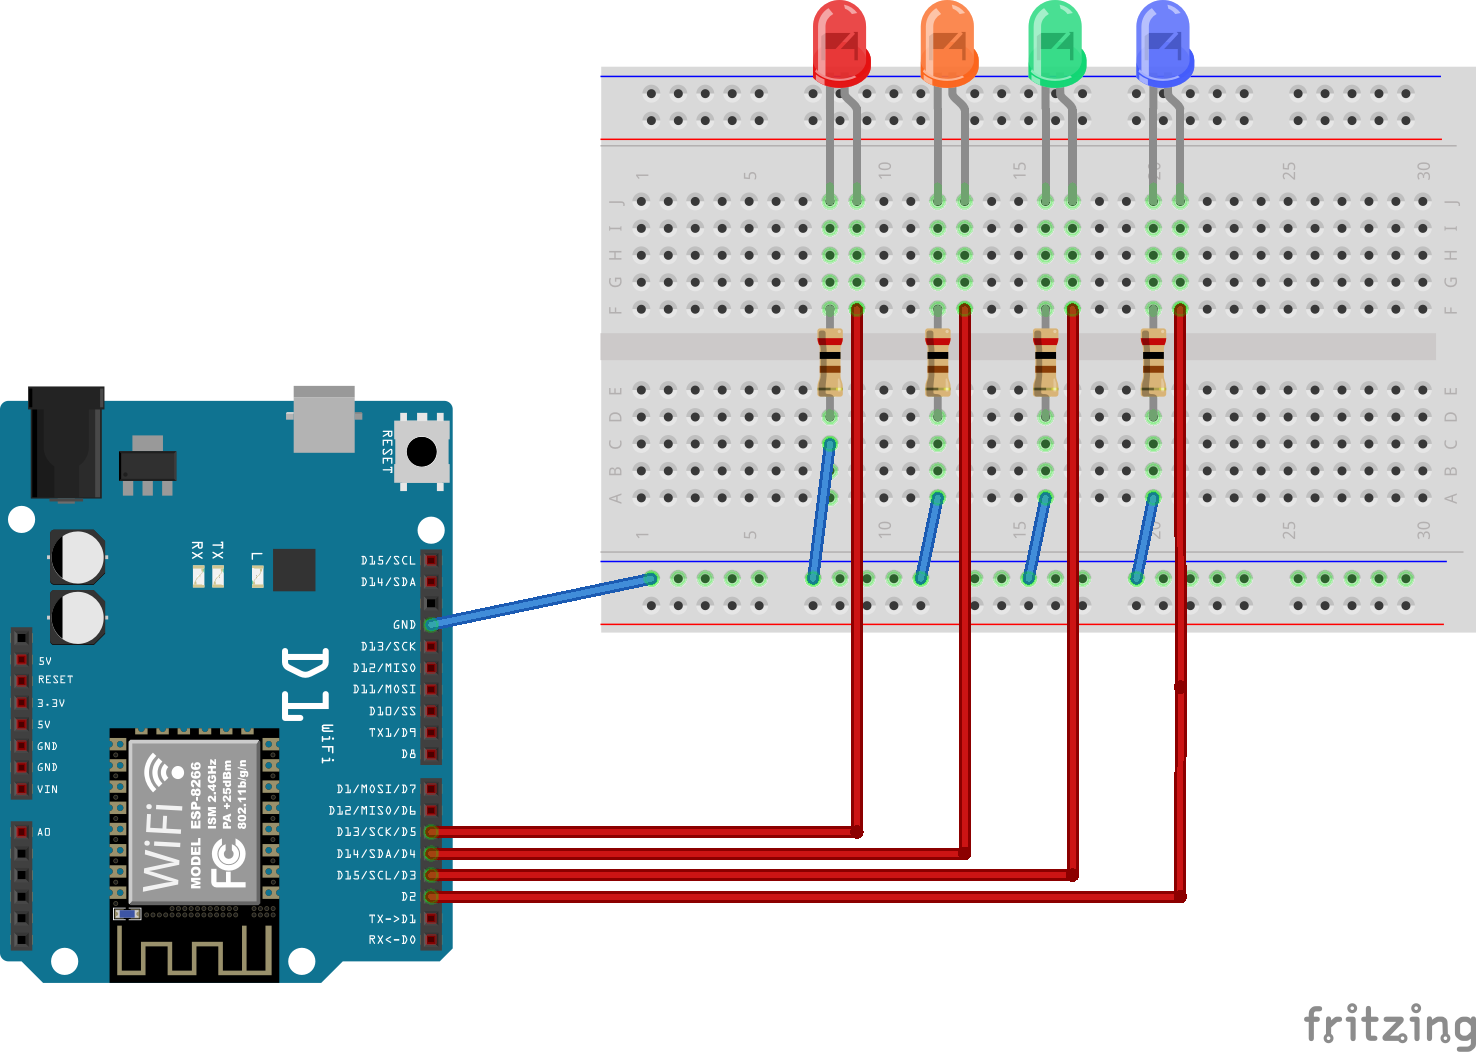 1 5 10 15 20 25 30
J J
I I
H H
G G
F F
E E
D D
C C
B B
A A
1 5 10 15 20 25 30
RESET
RX TX L
D15/SCL
D14/SDA
GND
D13/SCK
D12/MISO
D11/MOSI
D10/SS
TX1/D9
D8
D1 WiFi
5V
RESET
3.3V
5V
GND
GND
VIN
A0
D1/MOSI/D7
D12/MISO/D6
D13/SCK/D5
D14/SDA/D4
D15/SCL/D3
D2
TX->D1
RX<-D0
WiFi
MODEL ESP-8266
ISM 2.4GHz
PA +25dBm
802.11b/g/n
FC
fritzing